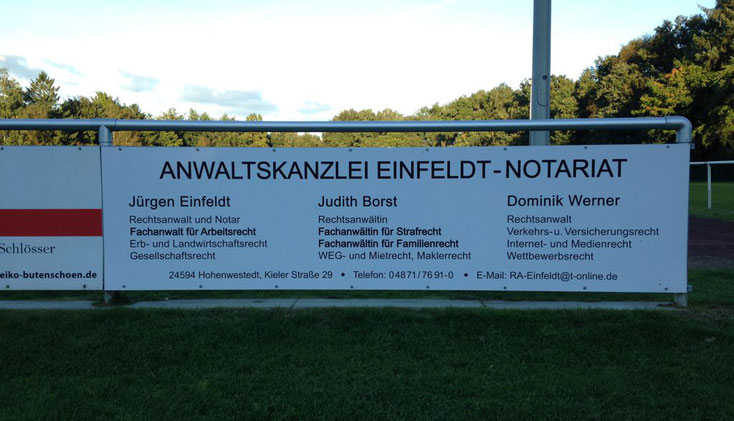 Schlösser
eiko-butenschoen.de
ANWALTSKANZLEI EINFELDT-NOTARIAT
Jürgen Einfeldt
Rechtsanwalt und Notar
Fachanwalt für Arbeitsrecht
Erb- und Landwirtschaftsrecht
Gesellschaftsrecht
Judith Borst
Rechtsanwältin
Fachanwältin für Strafrecht
Fachanwältin für Familienrecht
WEG- und Mietrecht, Maklerrecht
Dominik Werner
Rechtsanwalt
Verkehrs-u. Versicherungsrecht
Internet- und Medienrecht
Wettbewerbsrecht
24594 Hohenwestedt, Kieler Straße 29 • Telefon: 04871/7691-0 • E-Mail: RA-Einfeldt@t-online.de